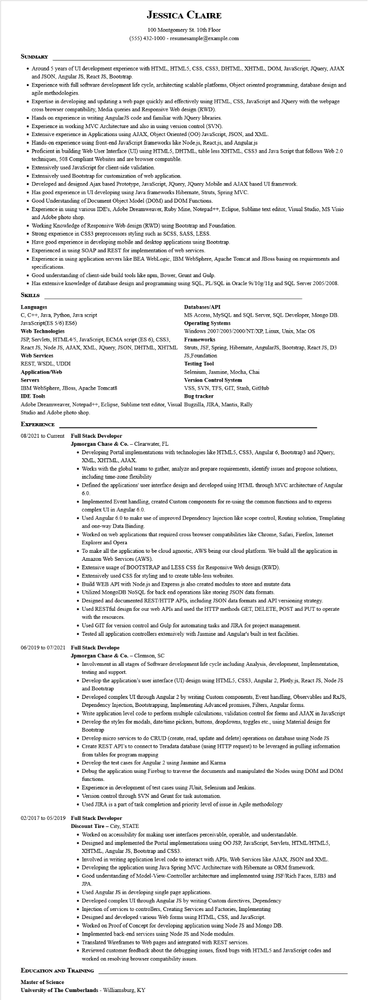 Jessica Claire
100 Montgomery St. 10th Floor
(555) 432-1000 - resumesample@example.com
Summary
• Around 5 years of UI development experience with HTML, HTML5, CSS, CSS3, DHTML, XHTML, DOM, JavaScript, JQuery, AJAX
and JSON, Angular JS, React JS, Bootstrap.
• Experience with full software development life cycle, architecting scalable platforms, Object oriented programming, database design and
agile methodologies.
• Expertise in developing and updating a web page quickly and effectively using HTML, CSS, JavaScript and JQuery with the webpage
cross browser compatibility, Media queries and Responsive Web design (RWD).
• Hands on experience in writing AngularJS code and familiar with JQuery libraries.
• Experience in working MVC Architecture and also in using version control (SVN).
• Extensive experience in Applications using AJAX, Object Oriented (OO) JavaScript, JSON, and XML.
• Hands-on experience using front-end JavaScript frameworks like Node.js, React.js, and Angular.js
• Proficient in building Web User Interface (UI) using HTML5, DHTML, table less XHTML, CSS3 and Java Script that follows Web 2.0
techniques, 508 Compliant Websites and are browser compatible.
• Extensively used JavaScript for client-side validation.
• Extensively used Bootstrap for customization of web application.
• Developed and designed Ajax based Prototype, JavaScript, JQuery, JQuery Mobile and AJAX based UI framework.
• Has good experience in UI developing using Java frameworks Hibernate, Struts, Spring MVC.
• Good Understanding of Document Object Model (DOM) and DOM Functions.
• Experience in using various IDE's, Adobe Dreamweaver, Ruby Mine, Notepad++, Eclipse, Sublime text editor, Visual Studio, MS Visio
and Adobe photo shop.
• Working Knowledge of Responsive Web design (RWD) using Bootstrap and Foundation.
• Strong experience in CSS3 preprocessors styling such as SCSS, SASS, LESS.
• Have good experience in developing mobile and desktop applications using Bootstrap.
• Experienced in using SOAP and REST for implementation of web services.
• Experience in using application servers like BEA WebLogic, IBM WebSphere, Apache Tomcat and JBoss basing on requirements and
specifications.
• Good understanding of client-side build tools like npm, Bower, Grunt and Gulp.
• Has extensive knowledge of database design and programming using SQL, PL/SQL in Oracle 9i/10g/11g and SQL Server 2005/2008.
Skills
Languages
C, C++, Java, Python, Java script
JavaScript(ES 5/6) ES6)
Web Technologies
JSP, Servlets, HTML4/5, JavaScript, ECMA script (ES 6), CSS3,
React JS, Node JS, AJAX, XML, JQuery, JSON, DHTML, XHTML
Web Services
REST, WSDL, UDDI
Application/Web
Servers
IBM WebSphere, JBoss, Apache Tomcat8
IDE Tools
Adobe Dreamweaver, Notepad++, Eclipse, Sublime text editor, Visual
Studio and Adobe photo shop.
Databases/API
MS Access, MySQL and SQL Server, SQL Developer, Mongo DB.
Operating Systems
Windows 2007/2003/2000/NT/XP, Linux, Unix, Mac OS
Frameworks
Struts, JSF, Spring, Hibernate, AngularJS, Bootstrap, React JS, D3
JS,Foundation
Testing Tool
Selenium, Jasmine, Mocha, Chai
Version Control System
VSS, SVN, TFS, GIT, Stash, GitHub
Bug tracker
Bugzilla, JIRA, Mantis, Rally
Experience
08/2021 to Current Full Stack Developer
Jpmorgan Chase & Co. – Clearwater, FL
• Developing Portal implementations with technologies like HTML5, CSS3, Angular 6, Bootstrap3 and JQuery,
XML, XHTML, AJAX.
• Works with the global teams to gather, analyze and prepare requirements, identify issues and propose solutions,
including time-zone flexibility
• Defined the applications' user interface design and developed using HTML through MVC architecture of Angular
6.0.
• Implemented Event handling, created Custom components for re-using the common functions and to express
complex UI in Angular 6.0.
• Used Angular 6.0 to make use of improved Dependency Injection like scope control, Routing solution, Templating
and one-way Data Binding.
• Worked on web applications that required cross browser compatibilities like Chrome, Safari, Firefox, Internet
Explorer and Opera
• To make all the application to be cloud agnostic, AWS being our cloud platform. We build all the application in
Amazon Web Services (AWS).
• Extensive usage of BOOTSTRAP and LESS CSS for Responsive Web design (RWD).
• Extensively used CSS for styling and to create table-less websites.
• Build WEB API with Node.js and Express.js also created modules to store and mutate data
• Utilized MongoDB NoSQL for back end operations like storing JSON data formats.
• Designed and documented REST/HTTP APIs, including JSON data formats and API versioning strategy.
• Used RESTful design for our web APIs and used the HTTP methods GET, DELETE, POST and PUT to operate
with the resources.
• Used GIT for version control and Gulp for automating tasks and JIRA for project management.
• Tested all application controllers extensively with Jasmine and Angular's built in test facilities.
06/2019 to 07/2021 Full Stack Develope
Jpmorgan Chase & Co. – Clemson, SC
• Involvement in all stages of Software development life cycle including Analysis, development, Implementation,
testing and support.
• Develop the application's user interface (UI) design using HTML5, CSS3, Angular 2, Plotly.js, React JS, Node JS
and Bootstrap
• Developed complex UI through Angular 2 by writing Custom components, Event handling, Observables and RxJS,
Dependency Injection, Bootstrapping, Implementing Advanced promises, Filters, Angular forms.
• Write application level code to perform multiple calculations, validation control for forms and AJAX in JavaScript
• Develop the styles for modals, date/time pickers, buttons, dropdowns, toggles etc., using Material design for
Bootstrap
• Develop micro services to do CRUD (create, read, update and delete) operations on database using Node JS
• Create REST API's to connect to Teradata database (using HTTP request) to be leveraged in pulling information
from tables for program mapping
• Develop the test cases for Angular 2 using Jasmine and Karma
• Debug the application using Firebug to traverse the documents and manipulated the Nodes using DOM and DOM
functions.
• Experience in development of test cases using JUnit, Selenium and Jenkins.
• Version control through SVN and Grunt for task automation.
• Used JIRA is a part of task completion and priority level of issue in Agile methodology
02/2017 to 05/2019 Full Stack Developer
Discount Tire – City, STATE
• Worked on accessibility for making user interfaces perceivable, operable, and understandable.
• Designed and implemented the Portal implementations using OO JSP, JavaScript, Servlets, HTML/HTML5,
XHTML, Angular JS, Bootstrap and CSS3.
• Involved in writing application level code to interact with APIs, Web Services like AJAX, JSON and XML.
• Developing the application using Java Spring MVC Architecture with Hibernate as ORM framework.
• Good understanding of Model-View-Controller architecture and implemented using JSF/Rich Faces, EJB3 and
JPA.
• Used Angular JS in developing single page applications.
• Developed complex UI through Angular JS by writing Custom directives, Dependency
• Injection of services to controllers, Creating Services and Factories, Implementing
• Designed and developed various Web forms using HTML, CSS, and JavaScript.
• Worked on Proof of Concept for developing application using Node JS and Mongo DB.
• Implemented back-end services using Node JS and Node modules.
• Translated Wireframes to Web pages and integrated with REST services.
• Reviewed customer feedback about the debugging issues, fixed bugs with HTML5 and JavaScript codes and
worked on resolving browser compatibility issues.
Education and Training
Master of Science
University of The Cumberlands - Williamsburg, KY